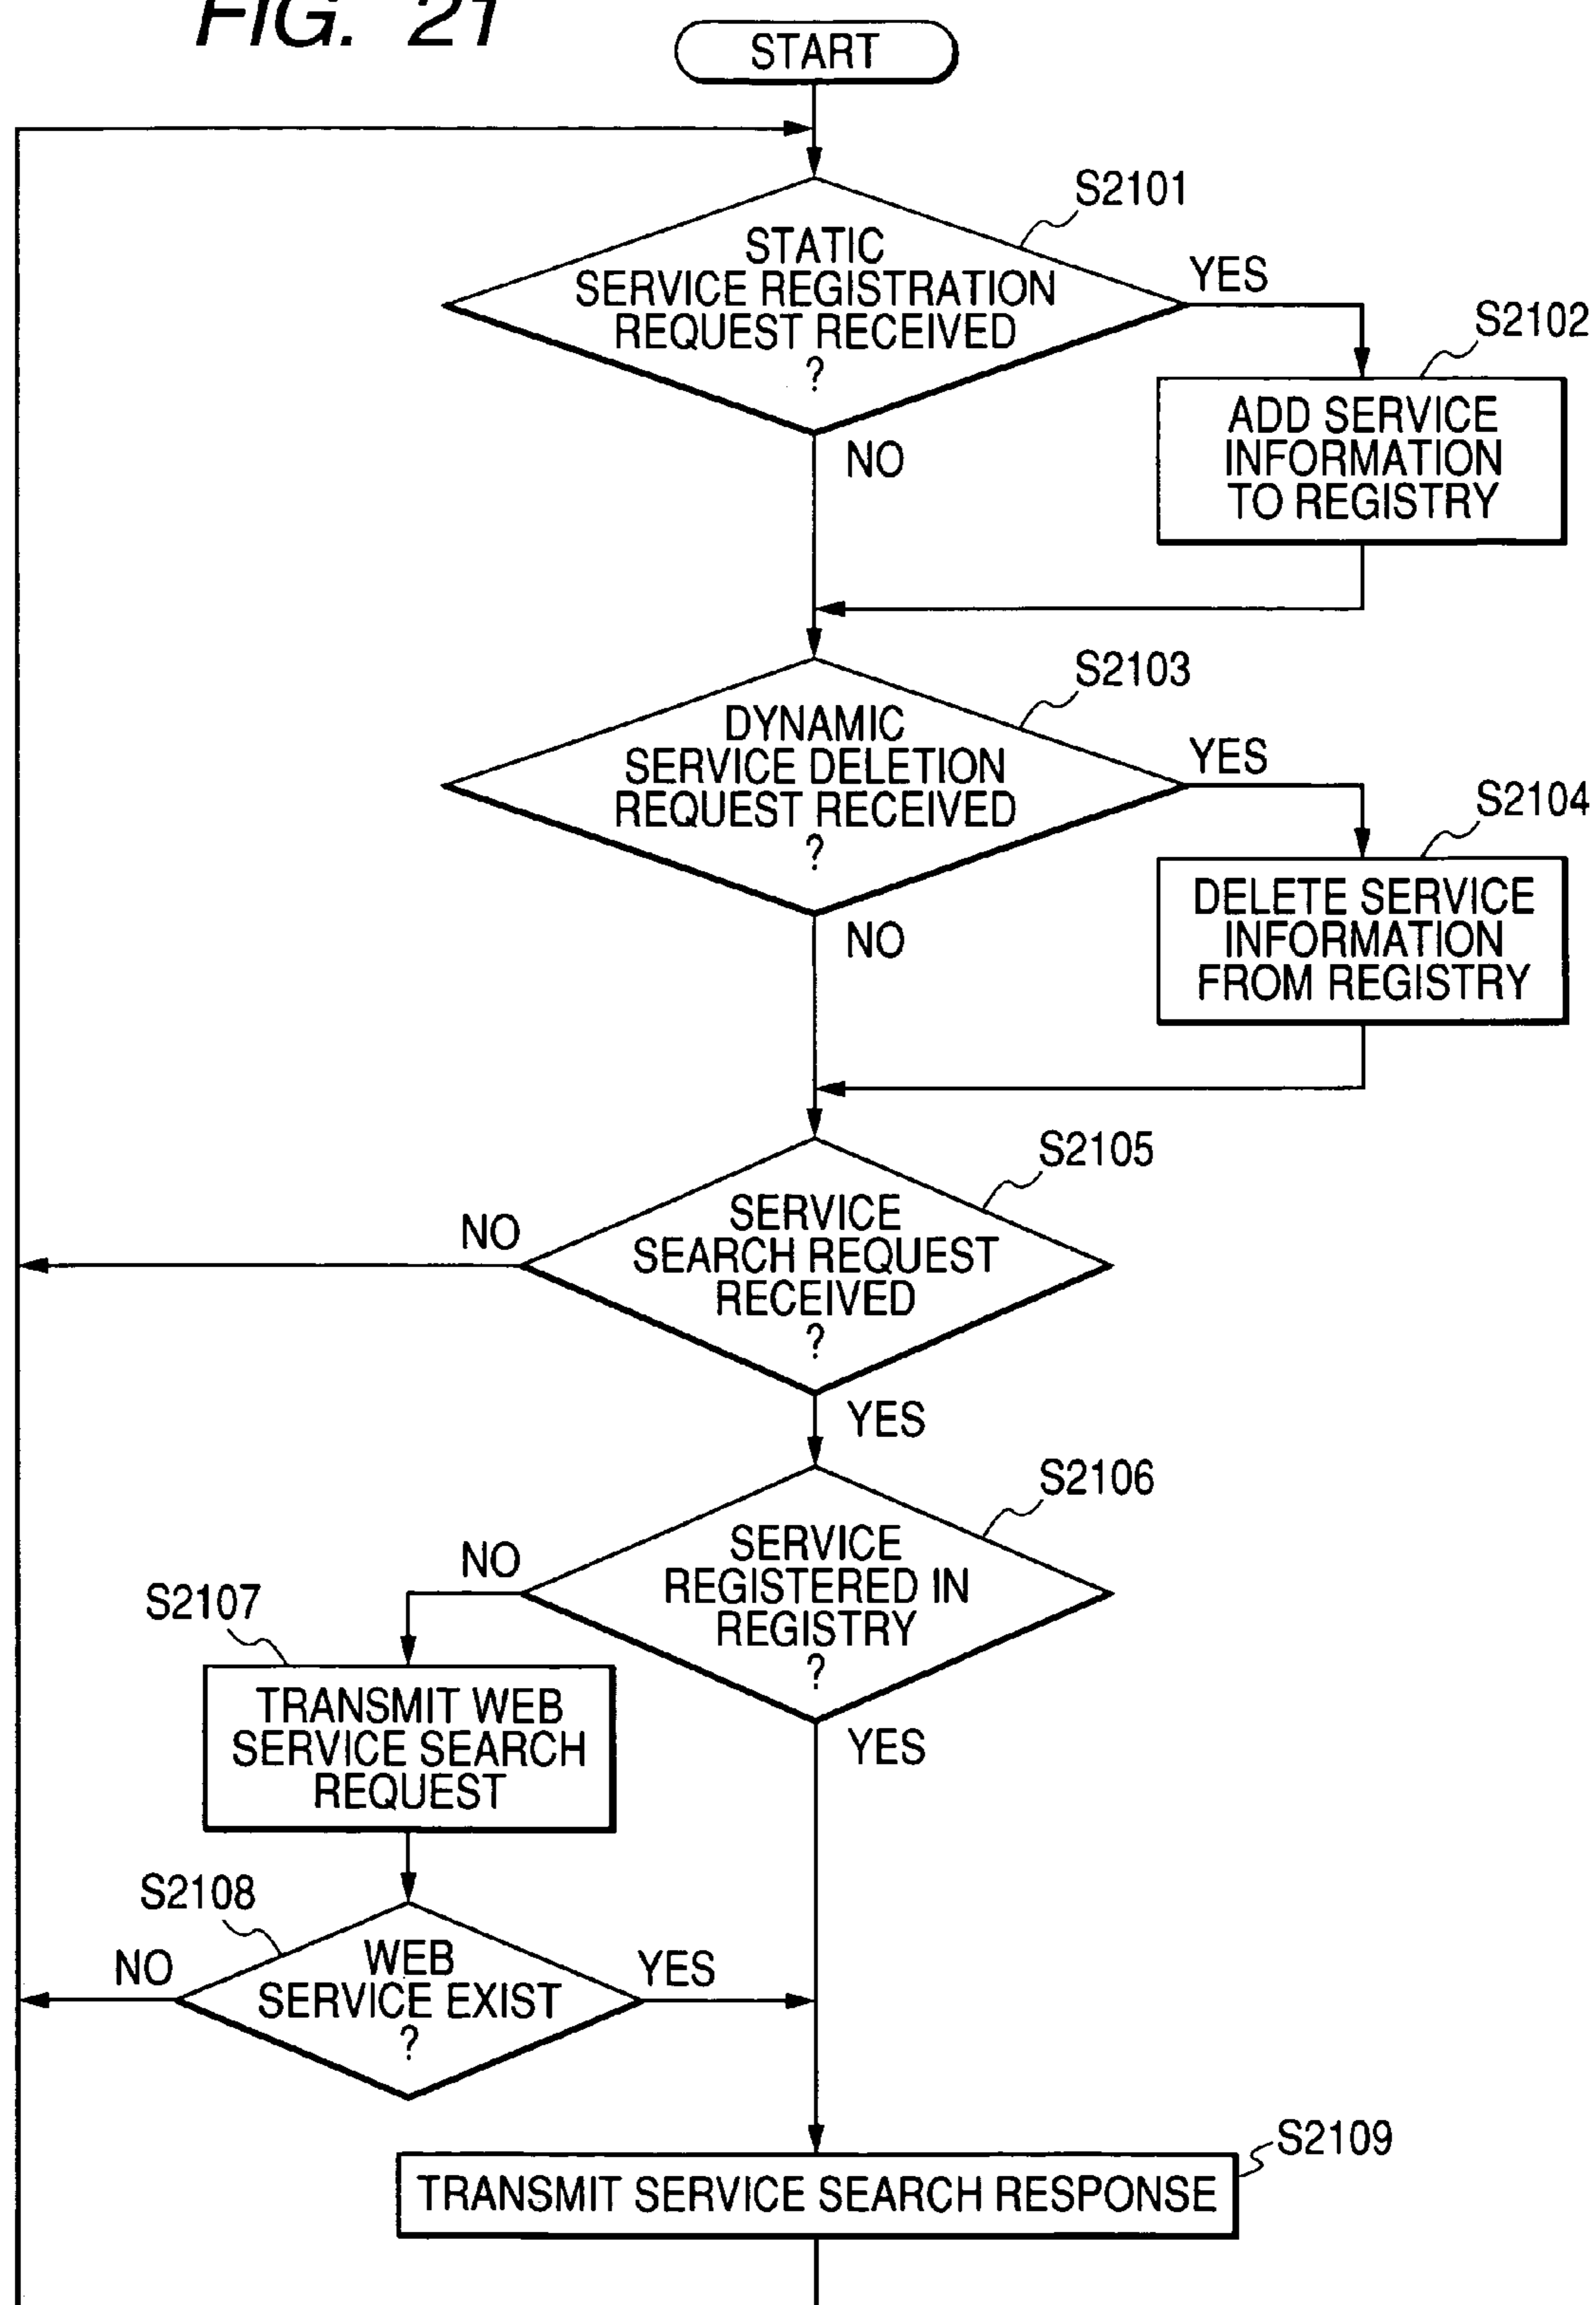 FIG. 21
START
S2101
STATIC
SERVICE REGISTRATION
REQUEST RECEIVED
?
YES
NO
S2102
ADD SERVICE
INFORMATION
TO REGISTRY
S2103
DYNAMIC
SERVICE DELETION
REQUEST RECEIVED
?
YES
NO
S2104
DELETE SERVICE
INFORMATION
FROM REGISTRY
S2105
SERVICE
SEARCH REQUEST
RECEIVED
?
NO
YES
S2106
SERVICE
REGISTERED IN
REGISTRY
?
NO
YES
S2107
TRANSMIT WEB
SERVICE SEARCH
REQUEST
S2108
WEB
SERVICE EXIST
?
NO
YES
S2109
TRANSMIT SERVICE SEARCH RESPONSE